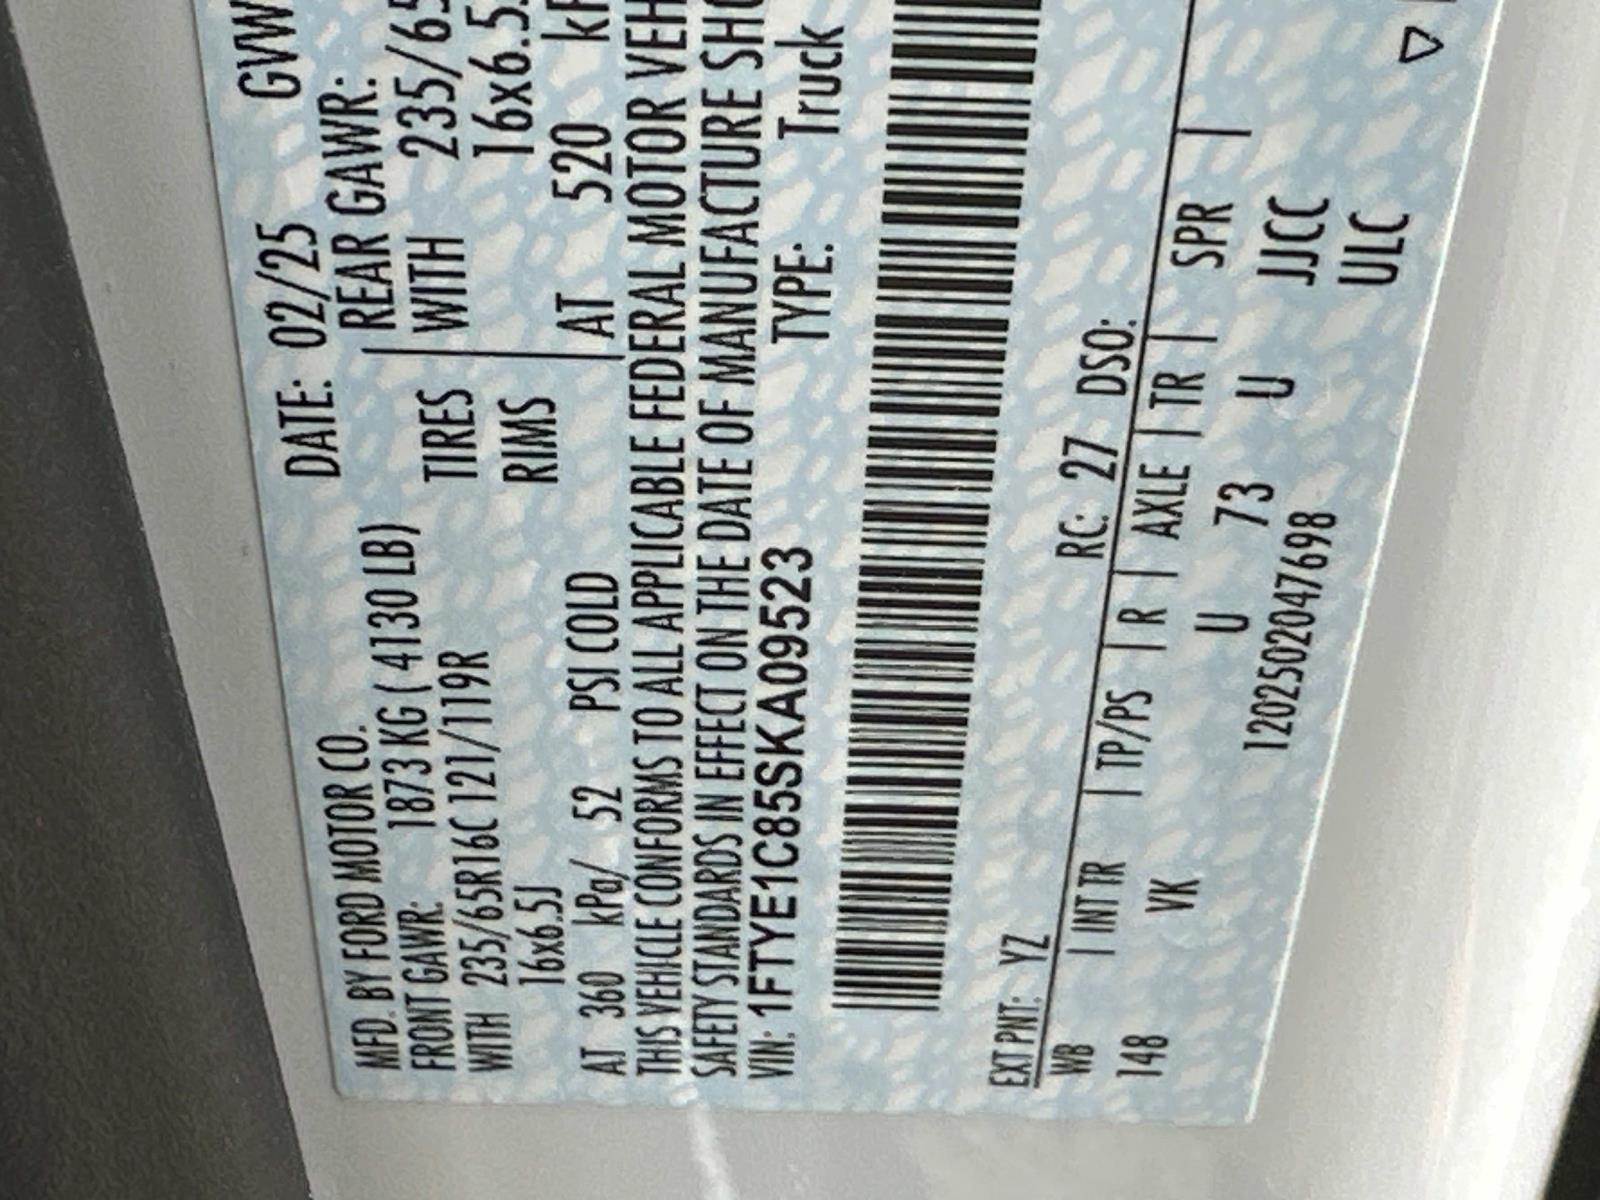 MFD. BY FORD MOTOR CO.
DATE: 02/25 GVW
FRONT GAWR: 1873 KG ( 4130 LB)
REAR GAWR:
WITH 235/65R16C 121/119R TIRES WITH 235/65
16x6.5J RIMS 16x6.5J
AT 360 kPa/ 52 PSI COLD AT 520 kP
THIS VEHICLE CONFORMS TO ALL APPLICABLE FEDERAL MOTOR VEH
SAFETY STANDARDS IN EFFECT ON THE DATE OF MANUFACTURE SHO
VIN: 1FTYE1C85SKA09523 TYPE: Truck
EXT PNT: YZ RC: 27 DSO:
WB | INT TR | TP/PS | R | AXLE | TR | SPR |
148 VK U 73 U JJCC
1202502047698 ULC